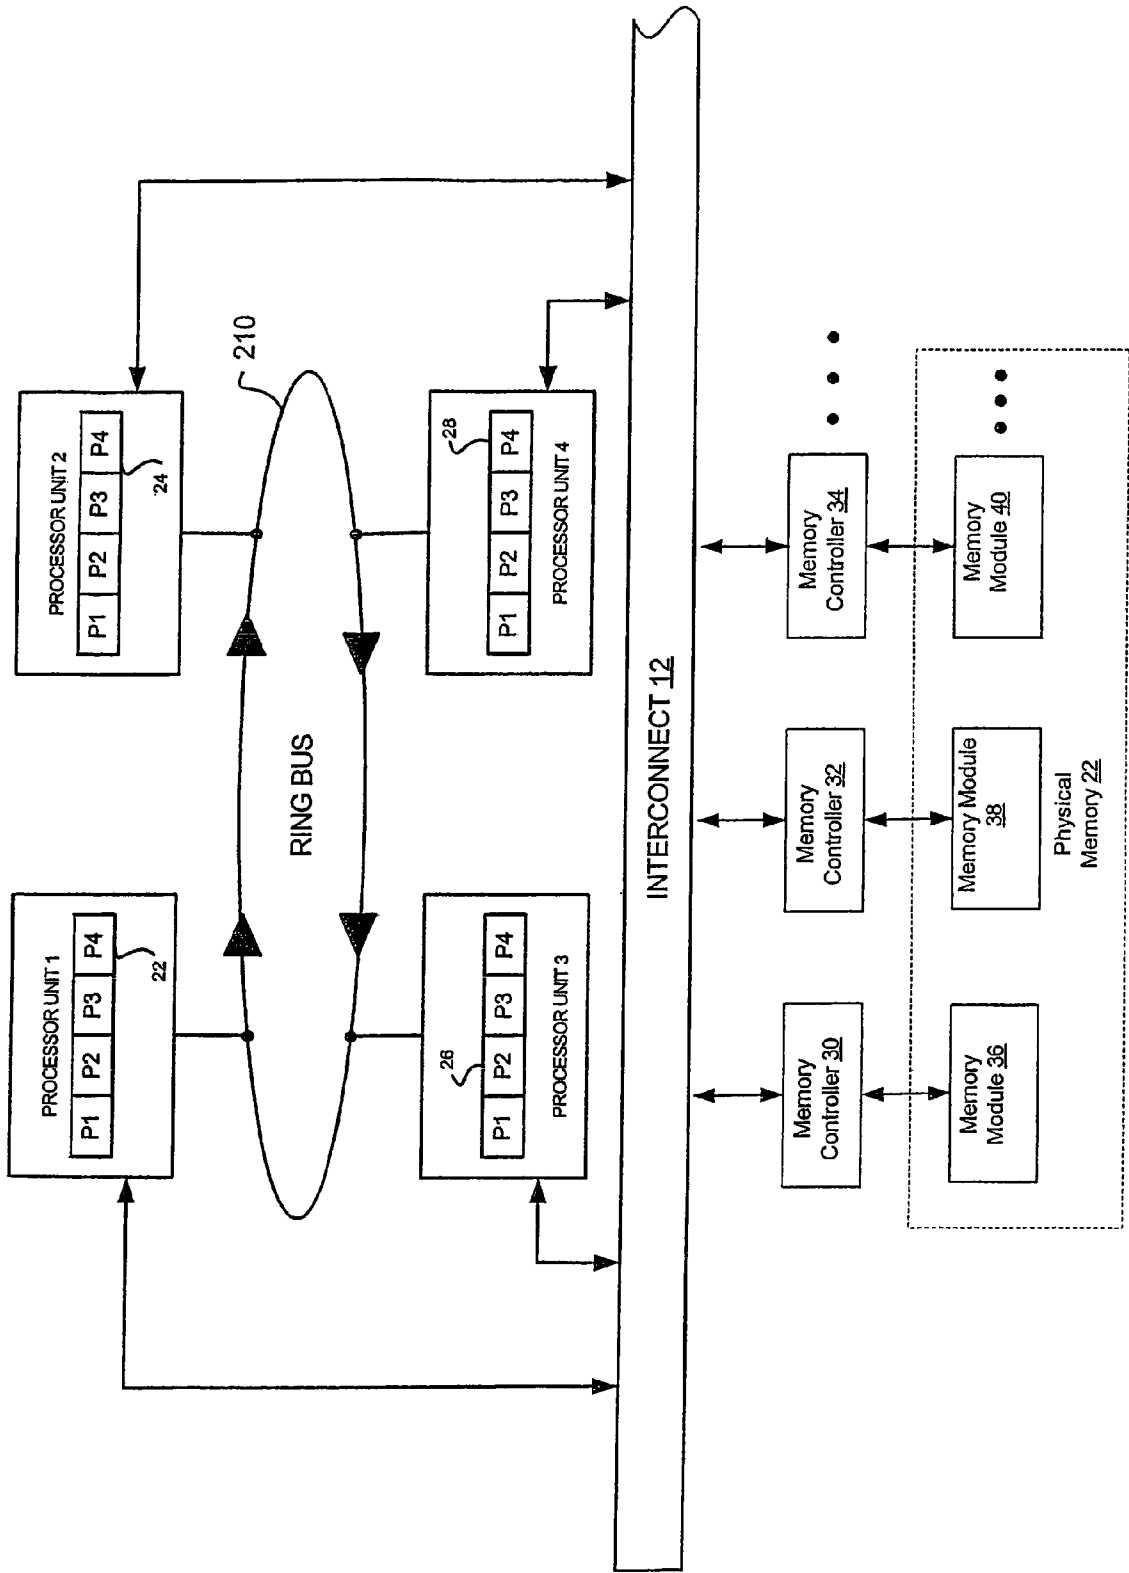 PROCESSOR UNIT 1
P1 P2 P3 P4
22
PROCESSOR UNIT 2
P1 P2 P3 P4
24
210
RING BUS
26
P1 P2 P3 P4
PROCESSOR UNIT 3
28
P1 P2 P3 P4
PROCESSOR UNIT 4
INTERCONNECT 12
Memory
Controller 30
Memory
Controller 32
Memory
Controller 34
Memory
Module 36
Memory Module
38
Memory
Module 40
Physical
Memory 22